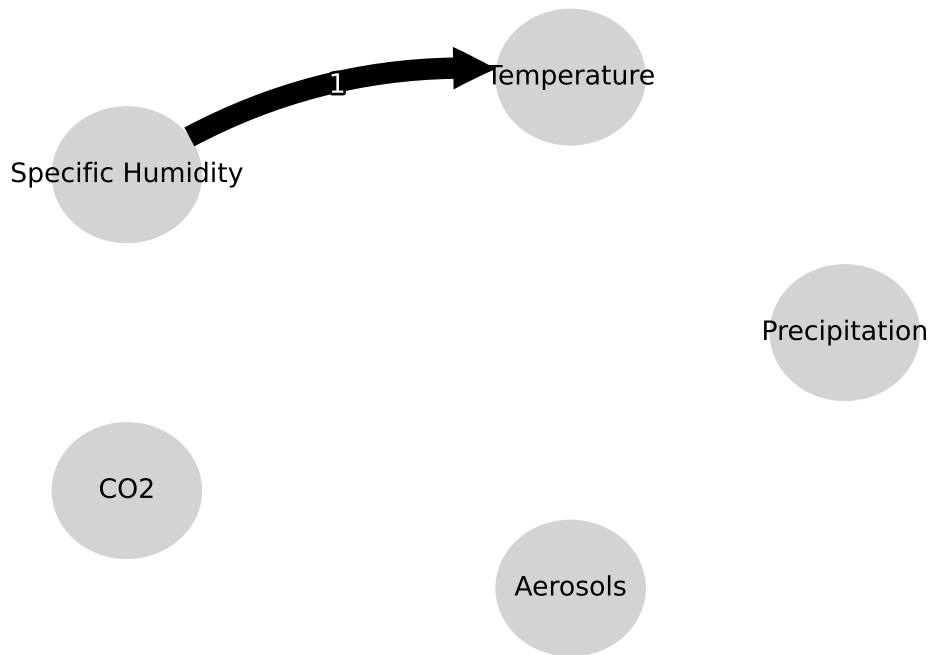 Temperature
1
Specific Humidity
Precipitation
CO2
Aerosols